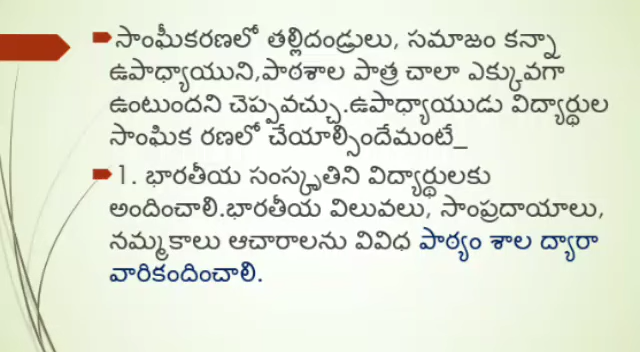 సాంఘీకరణలో తల్లిదండ్రులు, సమాజం కన్నా
ఉపాధ్యాయుని,పాఠశాల పాత్ర చాలా ఎక్కువగా
ఉంటుందని చెప్పవచ్చు.ఉపాధ్యాయుడు విద్యార్థుల
సాంఘిక రణలో చేయాల్సిందేమంటే_
1. భారతీయ సంస్కృతిని విద్యార్థులకు
అందించాలి.భారతీయ విలువలు, సాంప్రదాయాలు,
నమ్మకాలు ఆచారాలను వివిధ పాఠ్యం శాల ద్వారా
వారికందించాలి.